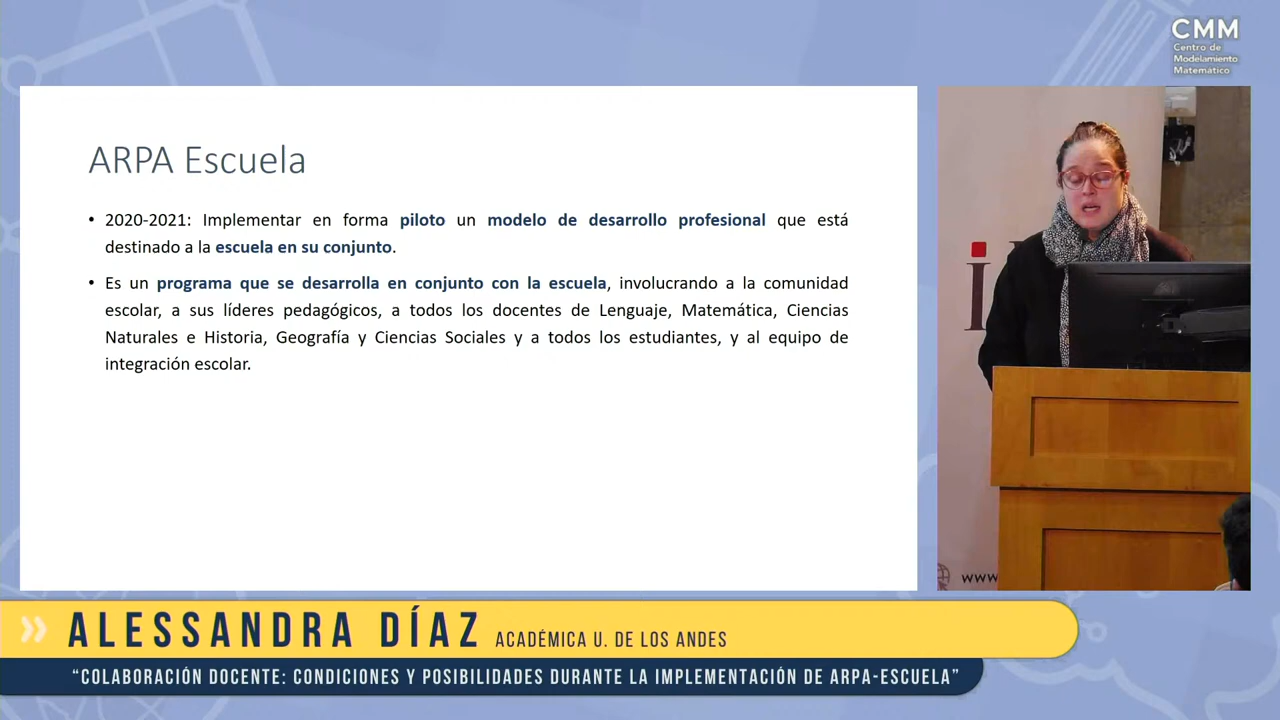 CMM
Centro de
Modelamiento
Matemático
ARPA Escuela
• 2020-2021: Implementar en forma piloto un modelo de desarrollo profesional que está
destinado a la escuela en su conjunto.
• Es un programa que se desarrolla en conjunto con la escuela, involucrando a la comunidad
escolar, a sus líderes pedagógicos, a todos los docentes de Lenguaje, Matemática, Ciencias
Naturales e Historia, Geografía y Ciencias Sociales y a todos los estudiantes, y al equipo de
integración escolar.
www
ALESSANDRA DÍAZ ACADÉMICA U. DE LOS ANDES
“COLABORACIÓN DOCENTE: CONDICIONES Y POSIBILIDADES DURANTE LA IMPLEMENTACIÓN DE ARPA-ESCUELA”